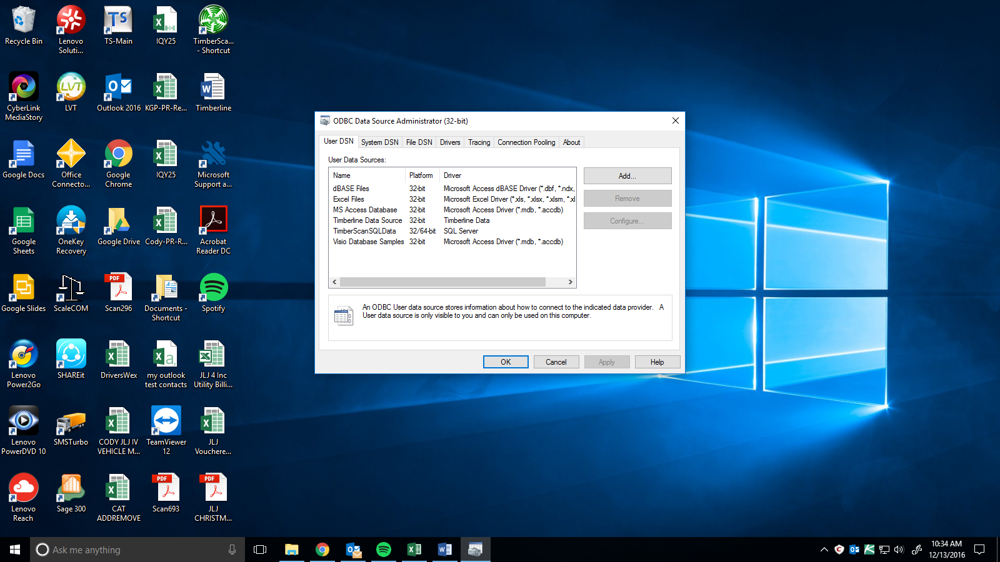 Recycle Bin
Lenovo
Soluti...
TS
TS-Main
IQY25
TimberSca...
- Shortcut
CyberLink
MediaStory
LVT
LVT
Outlook 2016
KGP-PR-Re...
Timberline
Google Docs
Office
Connecto...
Google
Chrome
IQY25
Microsoft
Support a...
Google
Sheets
OneKey
Recovery
Google Drive
Cody-PR-R...
Acrobat
Reader DC
Google Slides
ScaleCOM
PDF
Scan296
Documents -
Shortcut
Spotify
Lenovo
Power2Go
SHAREit
DriversWex
my outlook
test contacts
JLJ 4 Inc
Utility Billi...
Lenovo
PowerDVD 10
SMSTurbo
CODY JLJ IV
VEHICLE M...
TeamViewer
12
JLJ
Vouchere...
Lenovo
Reach
Sage 300
CAT
ADDREMOVE
PDF
Scan693
PDF
JLJ
CHRISTM...
ODBC Data Source Administrator (32-bit)
User DSN System DSN File DSN Drivers Tracing Connection Pooling About
User Data Sources:
Name Platform Driver
dBASE Files 32-bit Microsoft Access dBASE Driver (*.dbf, *.ndx,
Excel Files 32-bit Microsoft Excel Driver (*.xls, *.xlsx, *.xlsm, *.xl
MS Access Database 32-bit Microsoft Access Driver (*.mdb, *.accdb)
Timberline Data Source 32-bit Timberline Data
TimberScanSQLData 32/64-bit SQL Server
Visio Database Samples 32-bit Microsoft Access Driver (*.mdb, *.accdb)
Add...
Remove
Configure...
An ODBC User data source stores information about how to connect to the indicated data provider. A
User data source is only visible to you and can only be used on this computer.
OK Cancel Apply Help
Ask me anything
10:34 AM
12/13/2016